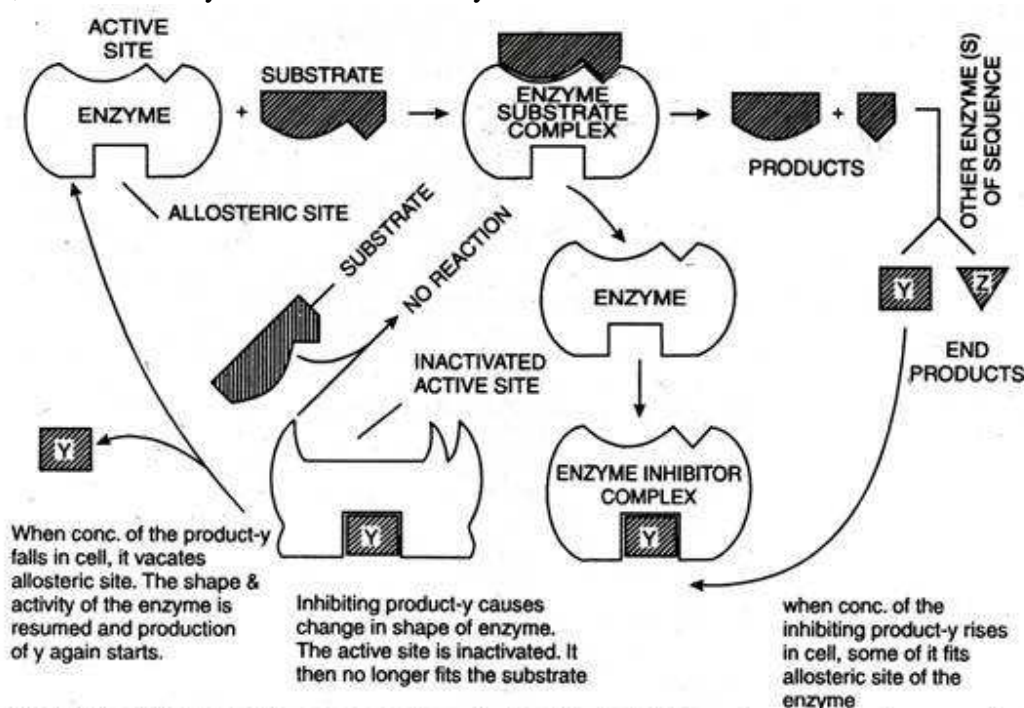 ACTIVE
SITE
ENZYME
+
SUBSTRATE
ENZYME
SUBSTRATE
COMPLEX
+
PRODUCTS
OTHER ENZYME (S)
OF SEQUENCE
ALLOSTERIC SITE
SUBSTRATE
NO REACTION
ENZYME
Y
Z
END
PRODUCTS
INACTIVATED
ACTIVE SITE
Y
ENZYME INHIBITOR
COMPLEX
Y
Y
When conc. of the product-y
falls in cell, it vacates
allosteric site. The shape &
activity of the enzyme is
resumed and production
of y again starts.
Inhibiting product-y causes
change in shape of enzyme.
The active site is inactivated. It
then no longer fits the substrate
when conc. of the
inhibiting product-y rises
in cell, some of it fits
allosteric site of the
enzyme